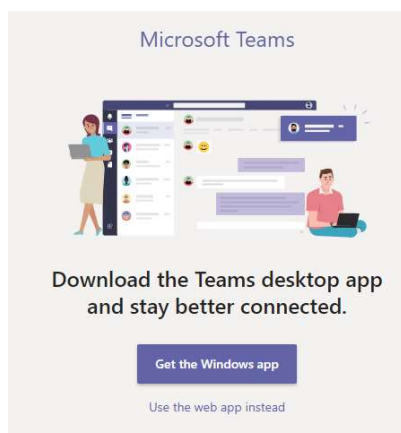 Microsoft Teams
Download the Teams desktop app
and stay better connected.
Get the Windows app
Use the web app instead